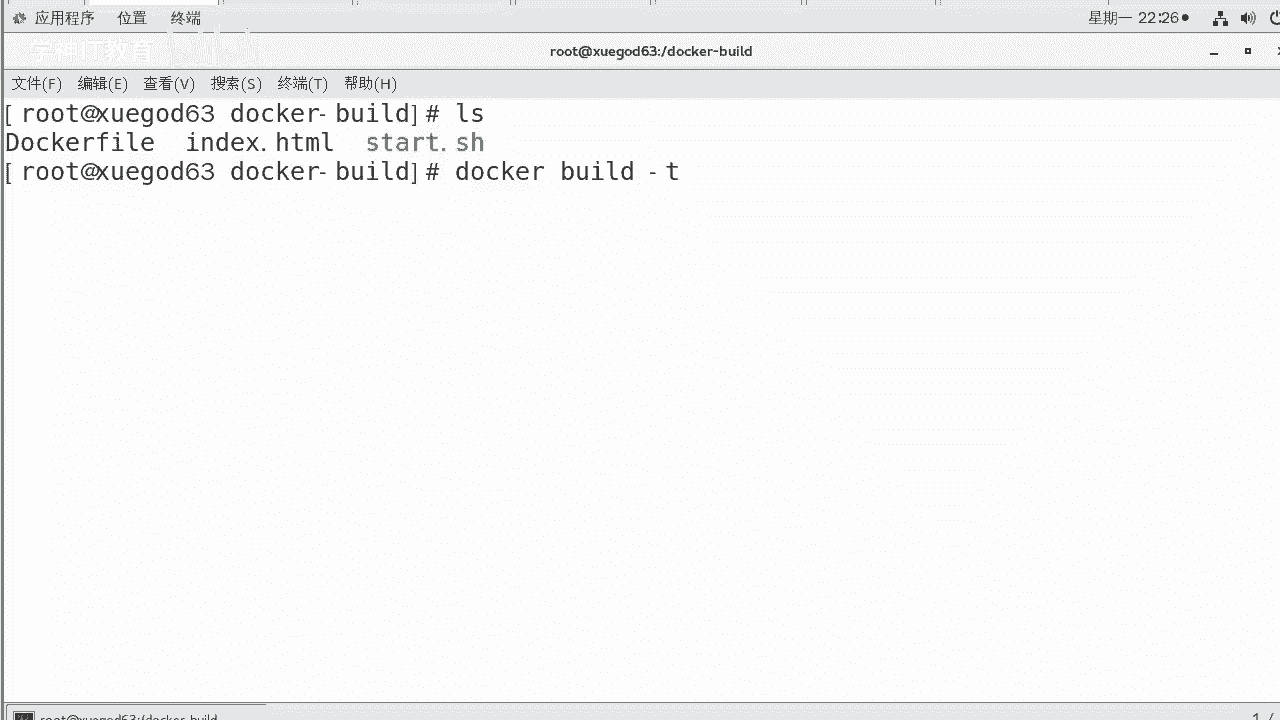 应用程序 位置 终端 星期一 22:26
学神IT教育
root@xuegod63:/docker-build
文件(F) 编辑(E) 查看(V) 搜索(S) 终端(T) 帮助(H)
[root@xuegod63 docker-build]# ls
Dockerfile index.html start.sh
[root@xuegod63 docker-build]# docker build -t
root@xuegod63:/docker-build
1 /